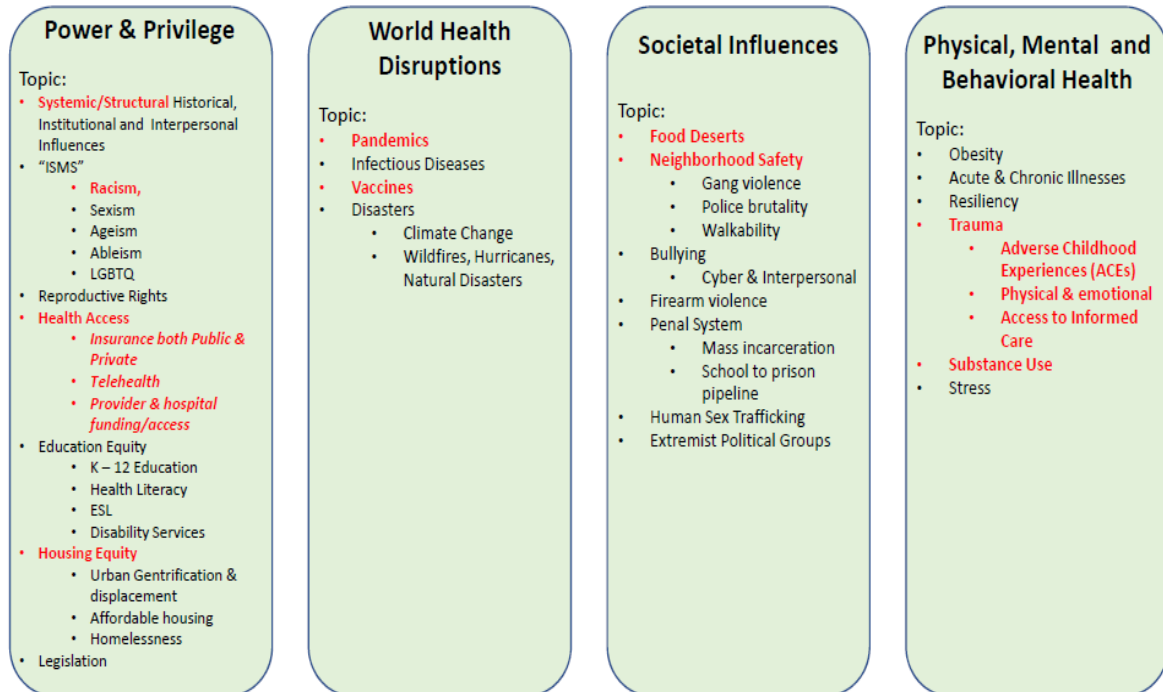 Power & Privilege
Topic:
• Systemic/Structural Historical,
Institutional and Interpersonal
Influences
• “ISMS”
• Racism,
• Sexism
• Ageism
• Ableism
• LGBTQ
• Reproductive Rights
• Health Access
• Insurance both Public &
Private
• Telehealth
• Provider & hospital
funding/access
• Education Equity
• K – 12 Education
• Health Literacy
• ESL
• Disability Services
• Housing Equity
• Urban Gentrification &
displacement
• Affordable housing
• Homelessness
• Legislation
World Health
Disruptions
Topic:
• Pandemics
• Infectious Diseases
• Vaccines
• Disasters
• Climate Change
• Wildfires, Hurricanes,
Natural Disasters
Societal Influences
Topic:
• Food Deserts
• Neighborhood Safety
• Gang violence
• Police brutality
• Walkability
• Bullying
• Cyber & Interpersonal
• Firearm violence
• Penal System
• Mass incarceration
• School to prison
pipeline
• Human Sex Trafficking
• Extremist Political Groups
Physical, Mental and
Behavioral Health
Topic:
• Obesity
• Acute & Chronic Illnesses
• Resiliency
• Trauma
• Adverse Childhood
Experiences (ACEs)
• Physical & emotional
• Access to Informed
Care
• Substance Use
• Stress